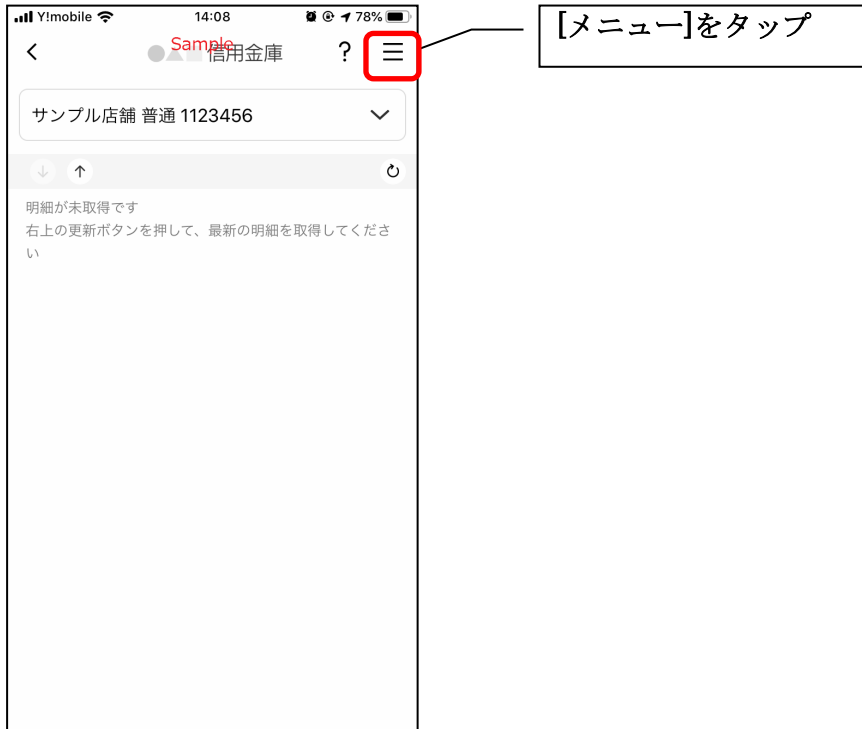 Y!mobile 14:08 78%
[メニュー]をタップ
Sample
●▲■信用金庫 ?
サンプル店舗 普通 1123456
明細が未取得です
右上の更新ボタンを押して、最新の明細を取得してくださ
い